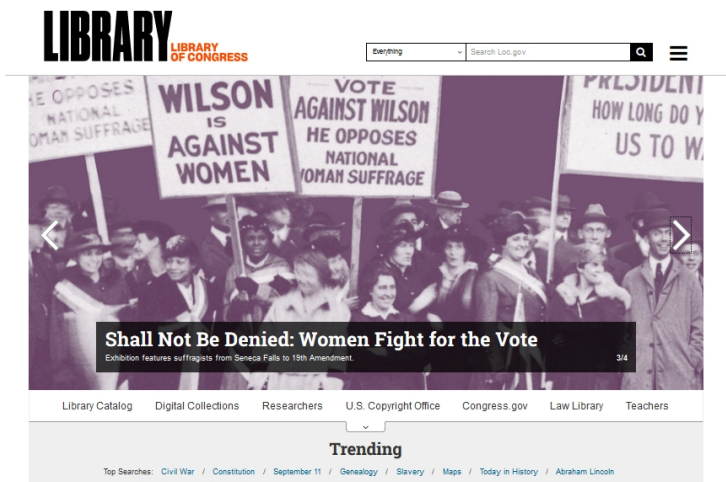 LIBRARY
LIBRARY
OF CONGRESS
Everything
Search Loc.gov
HE OPPOSES
NATIONAL
WOMAN SUFFRAGE
WILSON
IS
AGAINST
WOMEN
VOTE
AGAINST WILSON
HE OPPOSES
NATIONAL
WOMAN SUFFRAGE
PRESIDENT
HOW LONG DO Y
US TO WA
Shall Not Be Denied: Women Fight for the Vote
Exhibition features suffragists from Seneca Falls to 19th Amendment.
3/4
Library Catalog Digital Collections Researchers U.S. Copyright Office Congress.gov Law Library Teachers
Trending
Top Searches: Civil War / Constitution / September 11 / Genealogy / Slavery / Maps / Today in History / Abraham Lincoln